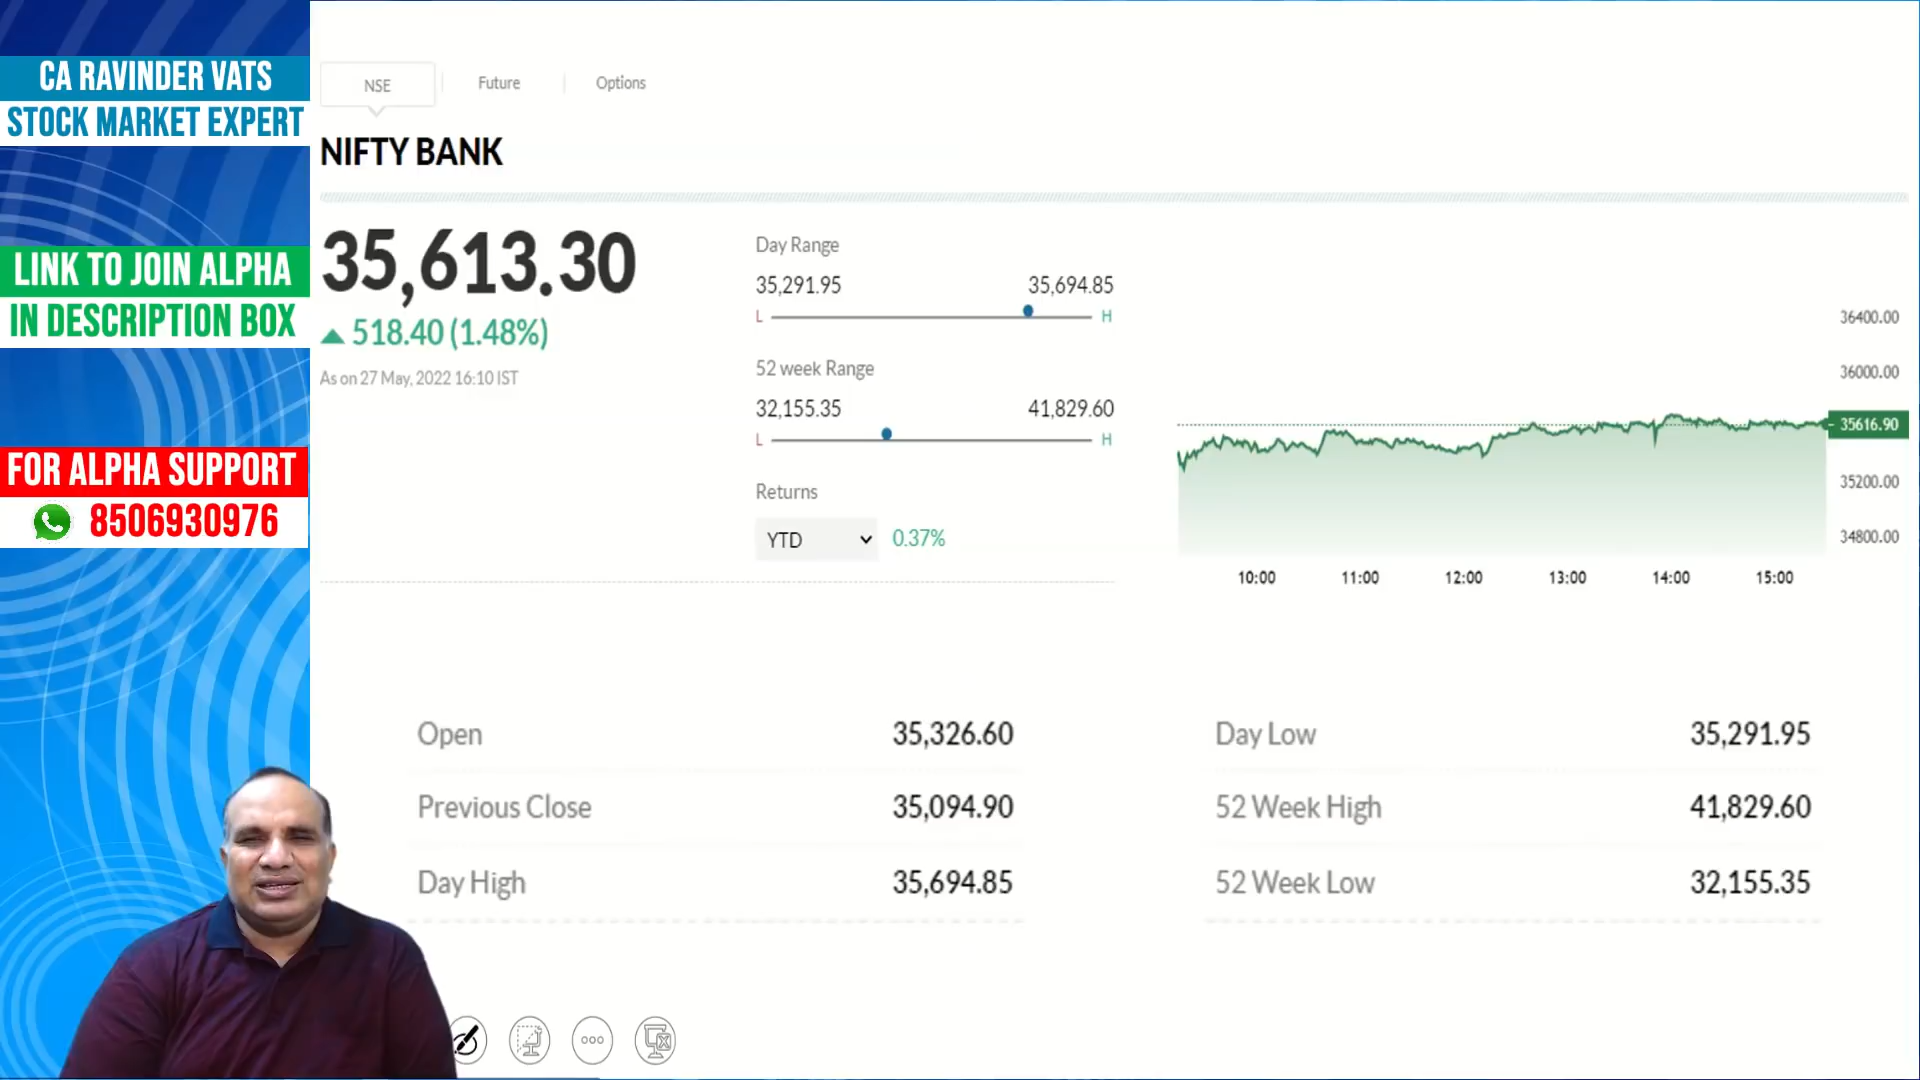 CA RAVINDER VATS
STOCK MARKET EXPERT
LINK TO JOIN ALPHA
IN DESCRIPTION BOX
FOR ALPHA SUPPORT
8506930976
NSE
Future
Options
NIFTY BANK
35,613.30
518.40 (1.48%)
As on 27 May, 2022 16:10 IST
Day Range
35,291.95 35,694.85
L H
52 week Range
32,155.35 41,829.60
L H
Returns
YTD 0.37%
36400.00
36000.00
35616.90
35200.00
34800.00
10:00 11:00 12:00 13:00 14:00 15:00
Open 35,326.60
Previous Close 35,094.90
Day High 35,694.85
Day Low 35,291.95
52 Week High 41,829.60
52 Week Low 32,155.35